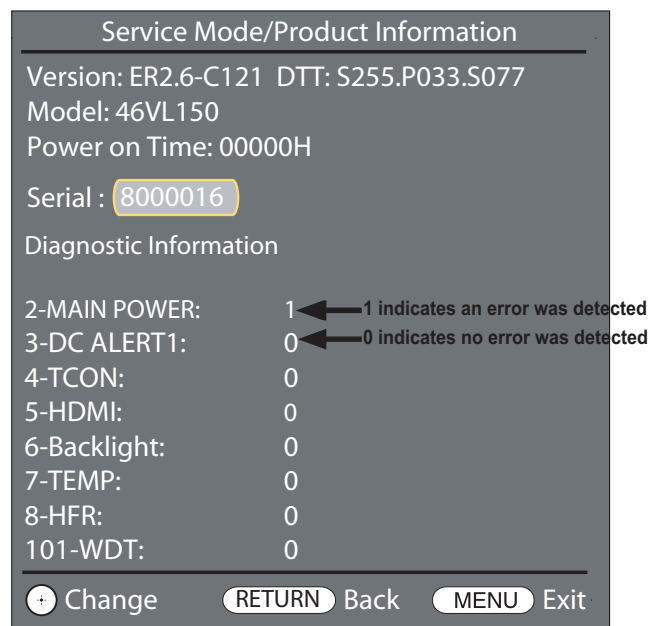 Service Mode/Product Information
Version: ER2.6-C121 DTT: S255.P033.S077
Model: 46VL150
Power on Time: 00000H
Serial : 8000016
Diagnostic Information
2-MAIN POWER: 1 1 indicates an error was detected
3-DC ALERT1: 0 0 indicates no error was detected
4-TCON: 0
5-HDMI: 0
6-Backlight: 0
7-TEMP: 0
8-HFR: 0
101-WDT: 0
Change RETURN Back MENU Exit